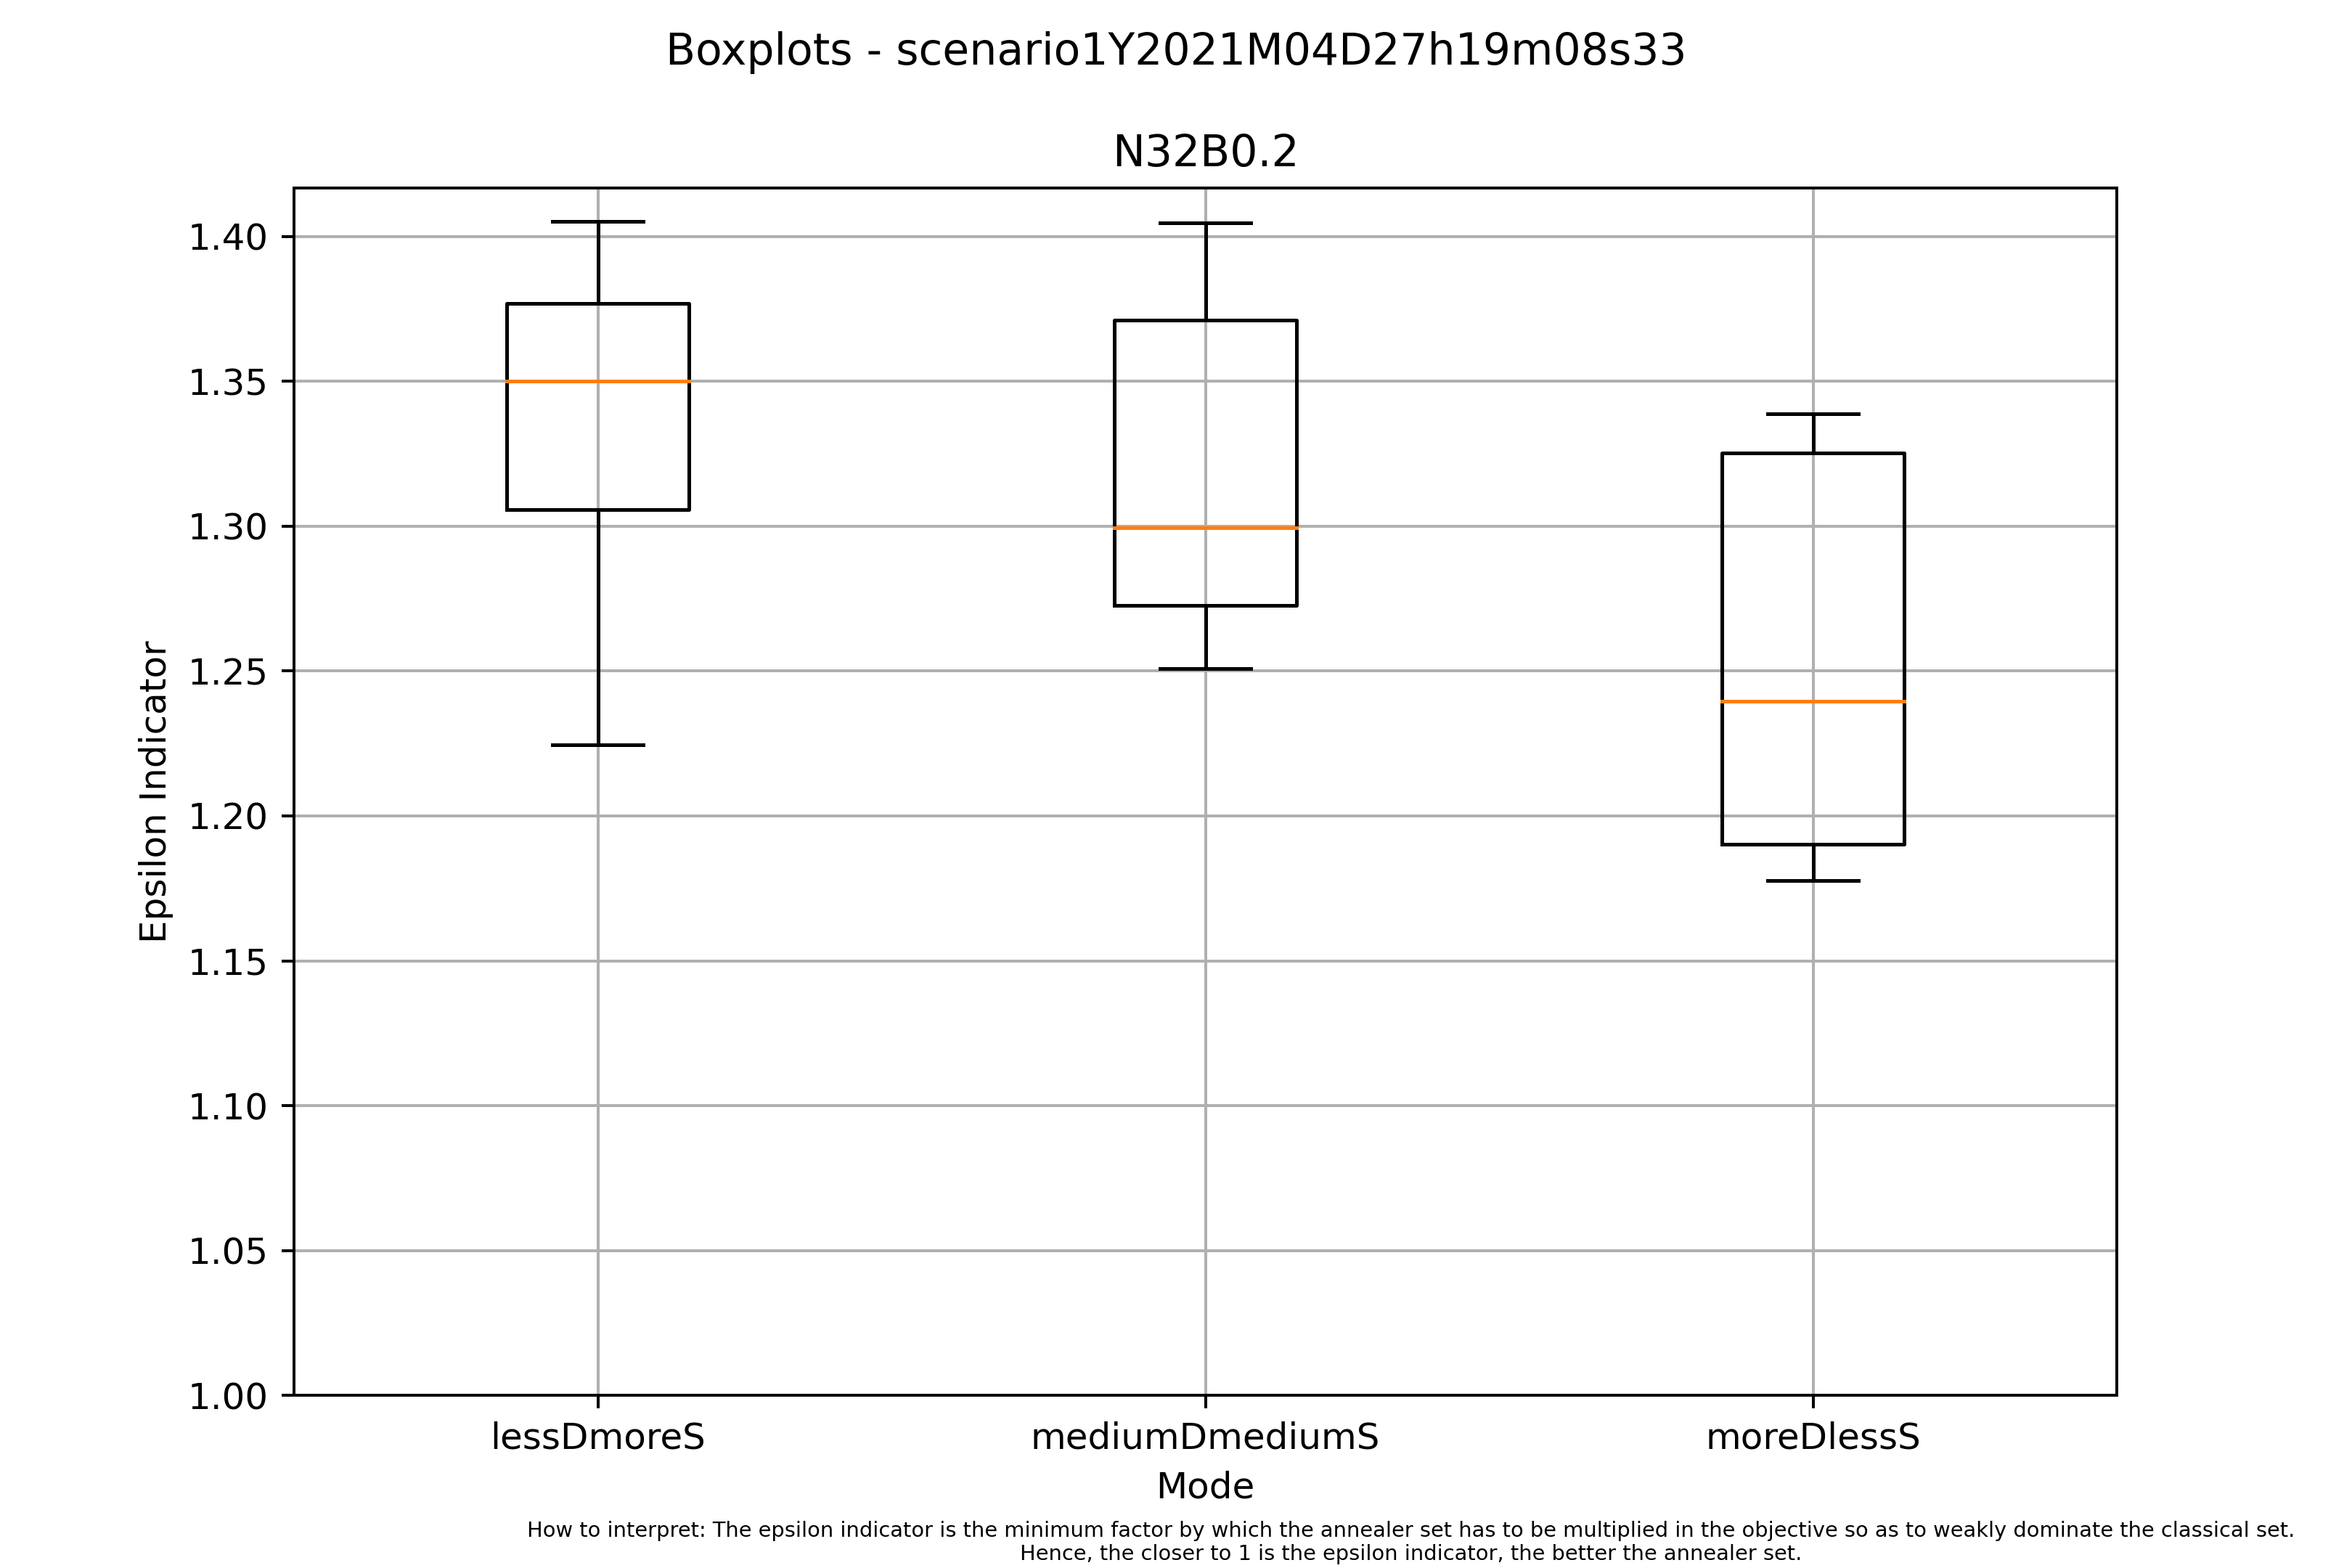 Boxplots - scenario1Y2021M04D27h19m08s33
N32B0.2
1.40
1.35
1.30
1.25
1.20
1.15
1.10
1.05
1.00
Epsilon Indicator
lessDmoreS
mediumDmediumS
moreDlessS
Mode
How to interpret: The epsilon indicator is the minimum factor by which the annealer set has to be multiplied in the objective so as to weakly dominate the classical set.
Hence, the closer to 1 is the epsilon indicator, the better the annealer set.